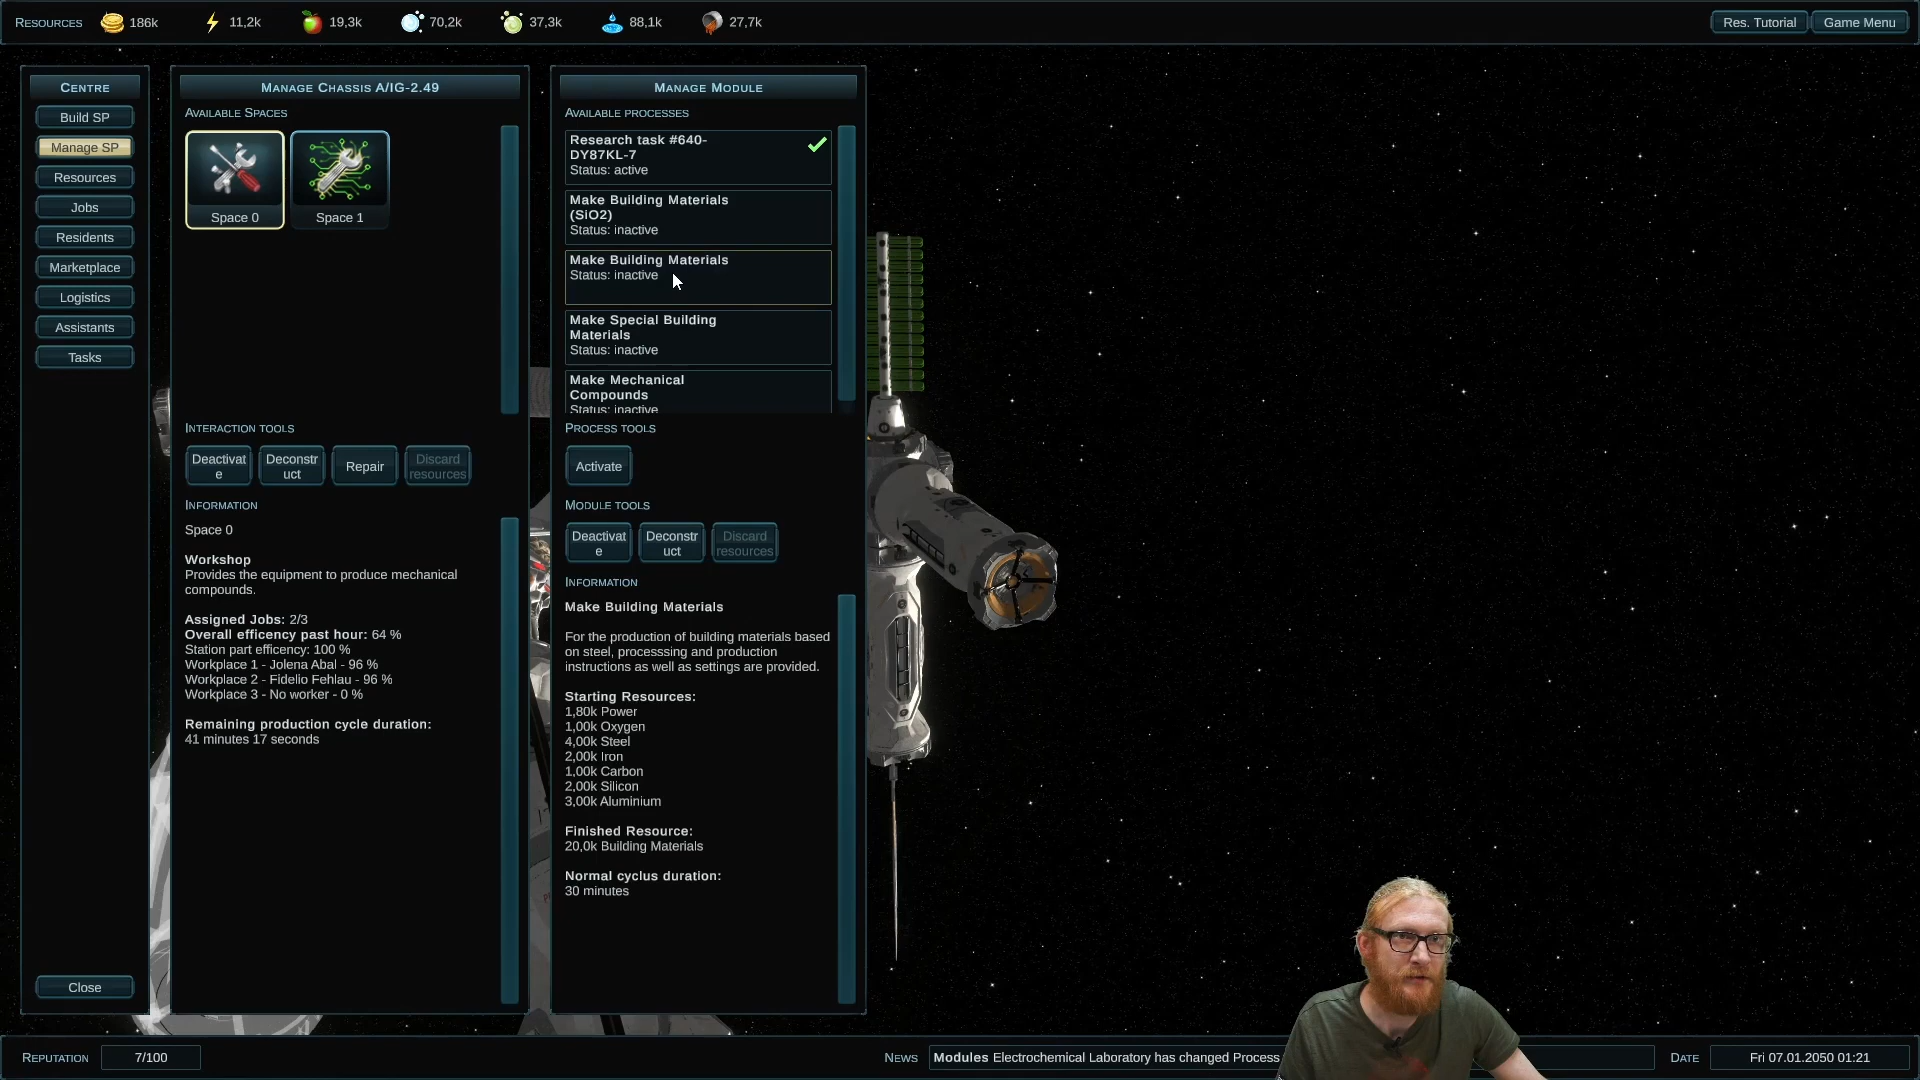 Resources 186k 11,2k 19,3k 70,2k 37,3k 88,1k 27,7k Res. Tutorial Game Menu
Centre
Build SP
Manage SP
Resources
Jobs
Residents
Marketplace
Logistics
Assistants
Tasks
Close
Manage Chassis A/IG-2.49
Available Spaces
Space 0 Space 1
Interaction tools
Deactivat
e
Deconstr
uct
Repair
Discard
resources
Information
Space 0
Workshop
Provides the equipment to produce mechanical
compounds.
Assigned Jobs: 2/3
Overall efficency past hour: 64 %
Station part efficency: 100 %
Workplace 1 - Jolena Abal - 96 %
Workplace 2 - Fidelio Fehlau - 96 %
Workplace 3 - No worker - 0 %
Remaining production cycle duration:
41 minutes 17 seconds
Manage Module
Available processes
Research task #640-
DY87KL-7
Status: active
Make Building Materials
(SiO2)
Status: inactive
Make Building Materials
Status: inactive
Make Special Building
Materials
Status: inactive
Make Mechanical
Compounds
Status: inactive
Process tools
Activate
Module tools
Deactivat
e
Deconstr
uct
Discard
resources
Information
Make Building Materials
For the production of building materials based
on steel, processsing and production
instructions as well as settings are provided.
Starting Resources:
1,80k Power
1,00k Oxygen
4,00k Steel
2,00k Iron
1,00k Carbon
2,00k Silicon
3,00k Aluminium
Finished Resource:
20,0k Building Materials
Normal cyclus duration:
30 minutes
Reputation 7/100 News Modules Electrochemical Laboratory has changed Process Date Fri 07.01.2050 01:21